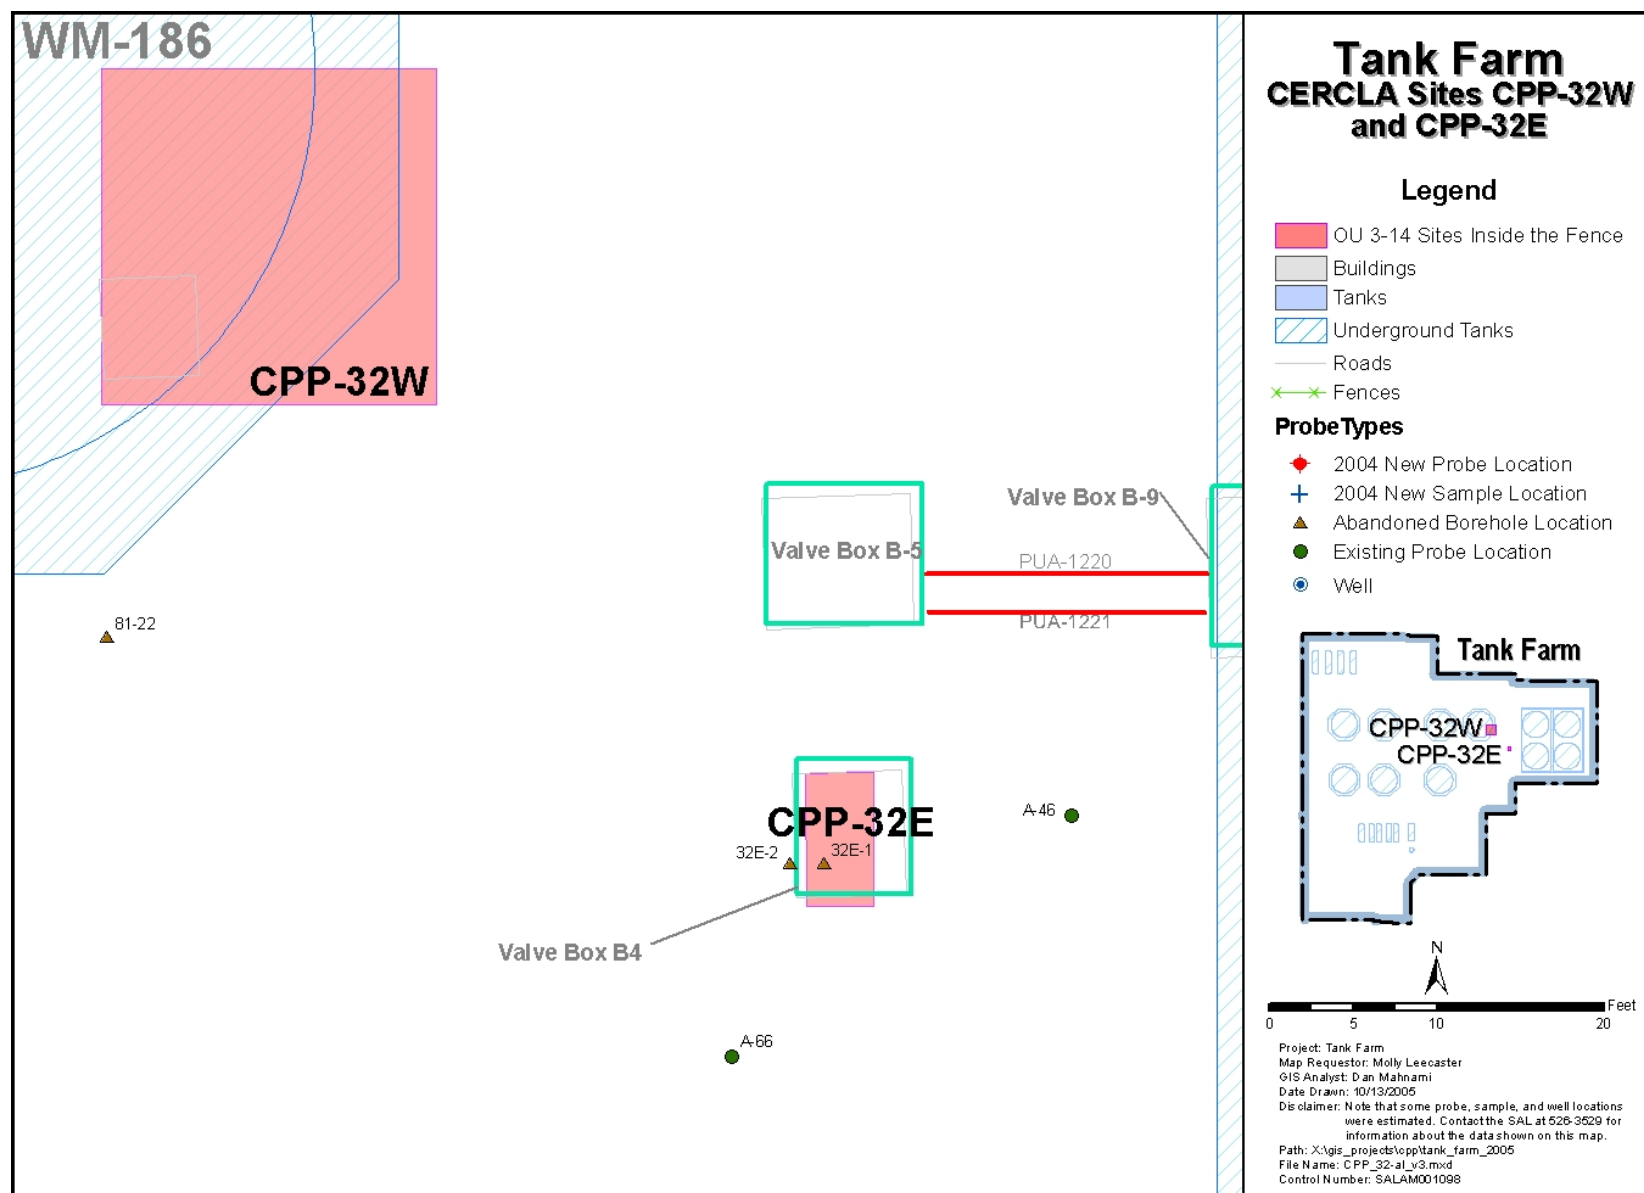 WM-186
CPP-32W
Valve Box B-9
Valve Box B-5
PUA-1220
PUA-1221
81-22
CPP-32E
A-46
32E-2
32E-1
Valve Box B4
A-66
Tank Farm
CERCLA Sites CPP-32W
and CPP-32E
Legend
OU 3-14 Sites Inside the Fence
Buildings
Tanks
Underground Tanks
Roads
Fences
ProbeTypes
2004 New Probe Location
2004 New Sample Location
Abandoned Borehole Location
Existing Probe Location
Well
Tank Farm
CPP-32W
CPP-32E
N
Feet
0 5 10 20
Project: Tank Farm
Map Requestor: Molly Leecaster
GIS Analyst: Dan Mahnami
Date Drawn: 10/13/2005
Disclaimer: Note that some probe, sample, and well locations
were estimated. Contact the SAL at 526-3529 for
information about the data shown on this map.
Path: X:\gis_projects\cpp\tank_farm_2005
File Name: CPP_32-al_v3.mxd
Control Number: SALAM001098